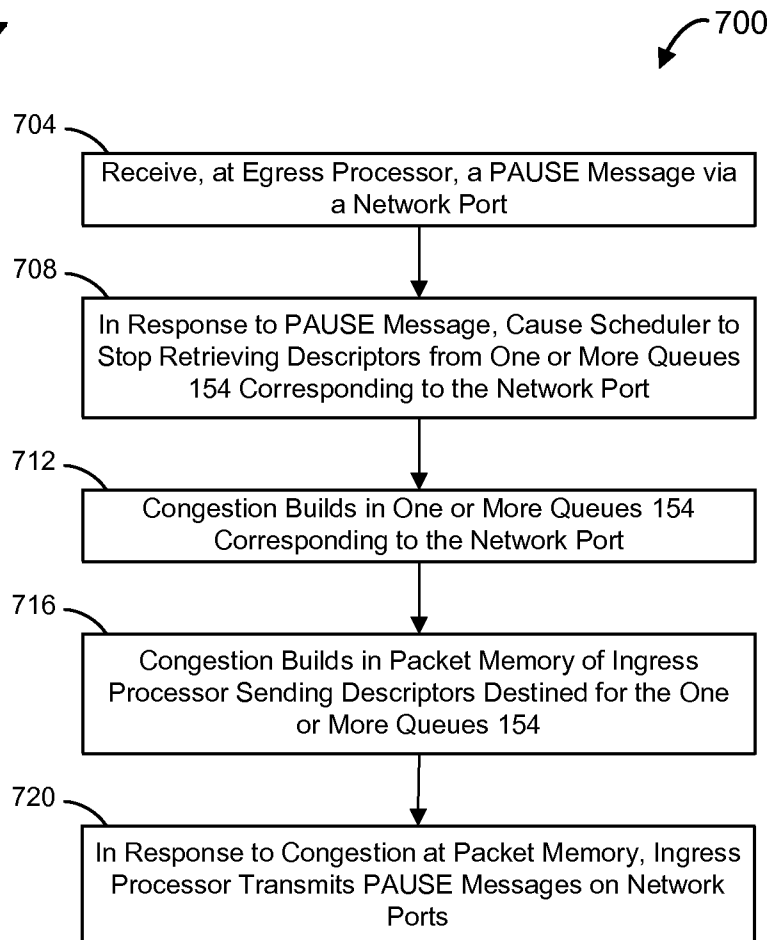 700
704
Receive, at Egress Processor, a PAUSE Message via
a Network Port
708
In Response to PAUSE Message, Cause Scheduler to
Stop Retrieving Descriptors from One or More Queues
154 Corresponding to the Network Port
712
Congestion Builds in One or More Queues 154
Corresponding to the Network Port
716
Congestion Builds in Packet Memory of Ingress
Processor Sending Descriptors Destined for the One
or More Queues 154
720
In Response to Congestion at Packet Memory, Ingress
Processor Transmits PAUSE Messages on Network
Ports